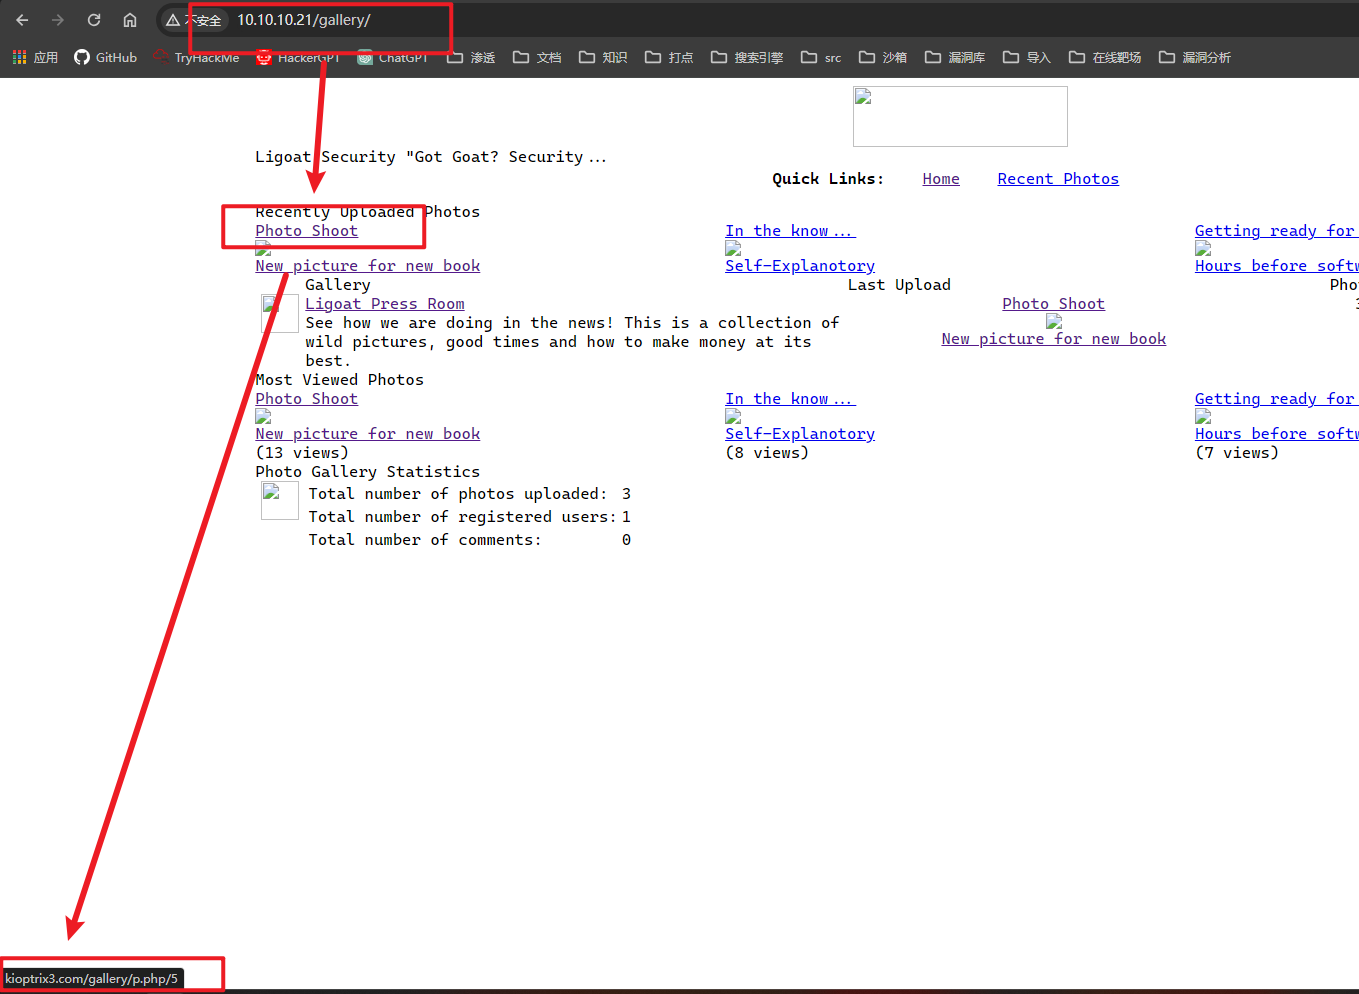 不安全 10.10.10.21/gallery/
应用 GitHub TryHackMe HackerGPT ChatGPT 渗透 文档 知识 打点 搜索引擎 src 沙箱 漏洞库 导入 在线靶场 漏洞分析
Ligoat Security "Got Goat? Security...
Quick Links: Home Recent Photos
Recently Uploaded Photos
Photo Shoot In the know... Getting ready for
New picture for new book Self-Explanotory Hours before softw
Gallery Last Upload Pho
Ligoat Press Room Photo Shoot 3
See how we are doing in the news! This is a collection of
wild pictures, good times and how to make money at its
best.
New picture for new book
Most Viewed Photos
Photo Shoot In the know... Getting ready for
New picture for new book Self-Explanotory Hours before softw
(13 views) (8 views) (7 views)
Photo Gallery Statistics
Total number of photos uploaded: 3
Total number of registered users: 1
Total number of comments: 0
kioptrix3.com/gallery/p.php/5